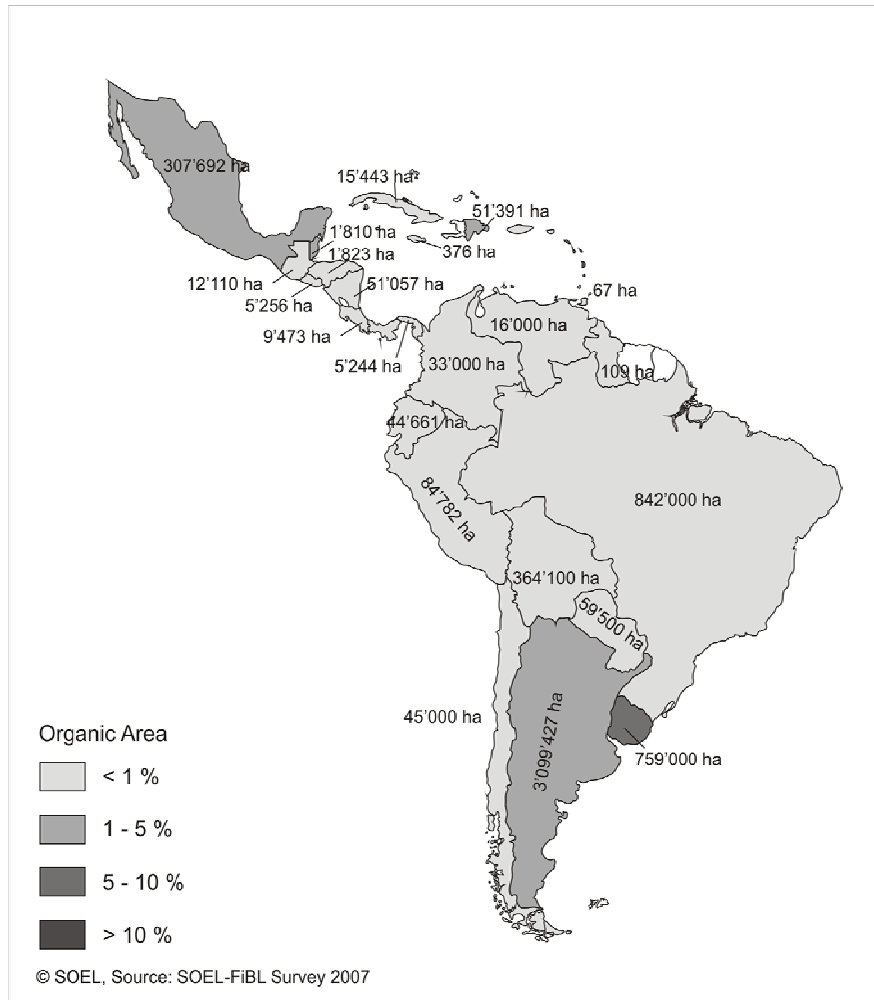 307’692 ha
15’443 ha
51’391 ha
1’810 ha
376 ha
1’823 ha
12’110 ha
51’057 ha
5’256 ha
67 ha
9’473 ha
16’000 ha
5’244 ha
33’000 ha
109 ha
44’661 ha
84’782 ha
842’000 ha
364’100 ha
59’500 ha
45’000 ha
3’099’427 ha
759’000 ha
Organic Area
< 1 %
1 - 5 %
5 - 10 %
> 10 %
© SOEL, Source: SOEL-FiBL Survey 2007